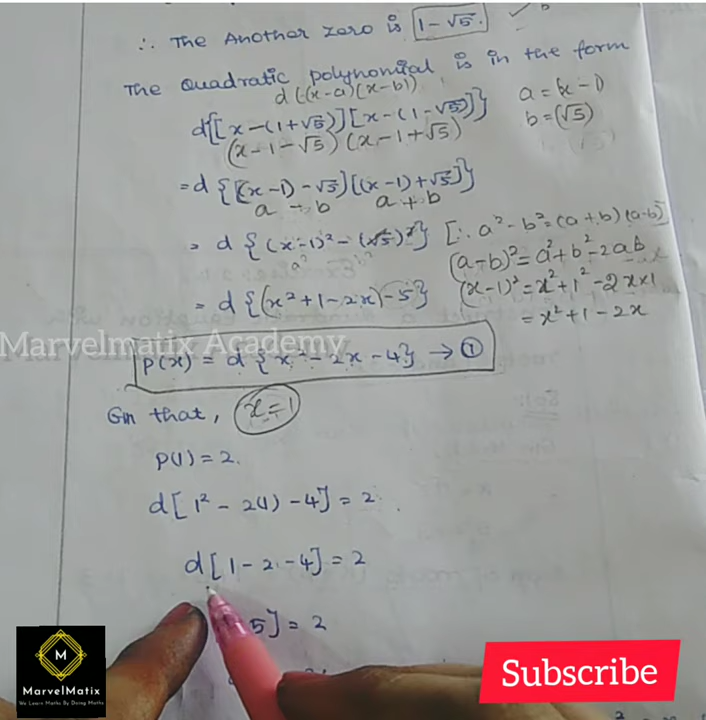 ∴ The Another zero is 1 - √5.
The Quadratic polynomial is in the form
d((x-a)(x-b))
d{[x-(1+√5)][x-(1-√5)]}
(x-1-√5)(x-1+√5)
a = (x-1)
b = (√5)
= d{[(x-1)-√5][(x-1)+√5]}
a - b a + b
= d{(x-1)² - (√5)²} [∵ a² - b² = (a+b)(a-b)]
a²
(a-b)² = a² + b² - 2ab
= d{(x²+1-2x)-5} (x-1)² = x² + 1² - 2x×1
= x² + 1 - 2x
Marvelmatix Academy
P(x) = d{x² - 2x - 4} → ①
Gn that, x = 1
P(1) = 2.
d[1² - 2(1) - 4] = 2
d[1 - 2 - 4] = 2
5] = 2
M
MarvelMatix
We Learn Maths By Doing Maths
Subscribe